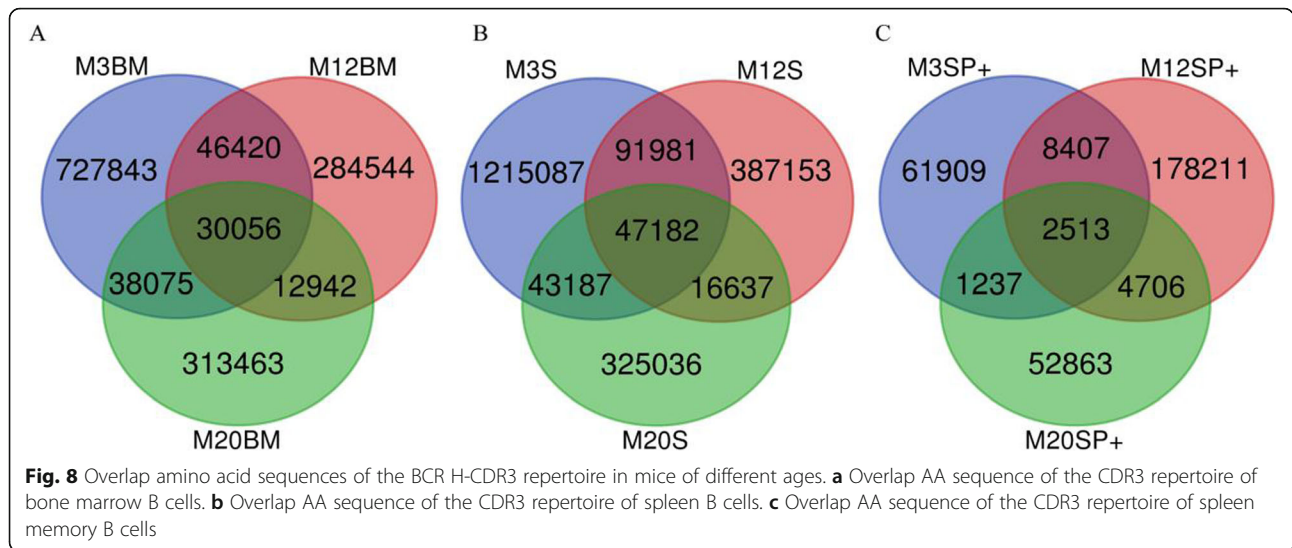 A
M3BM
M12BM
727843
46420
284544
30056
38075
12942
313463
M20BM
B
M3S
M12S
1215087
91981
387153
47182
43187
16637
325036
M20S
C
M3SP+
M12SP+
61909
8407
178211
2513
1237
4706
52863
M20SP+
Fig. 8 Overlap amino acid sequences of the BCR H-CDR3 repertoire in mice of different ages. a Overlap AA sequence of the CDR3 repertoire of
bone marrow B cells. b Overlap AA sequence of the CDR3 repertoire of spleen B cells. c Overlap AA sequence of the CDR3 repertoire of spleen
memory B cells